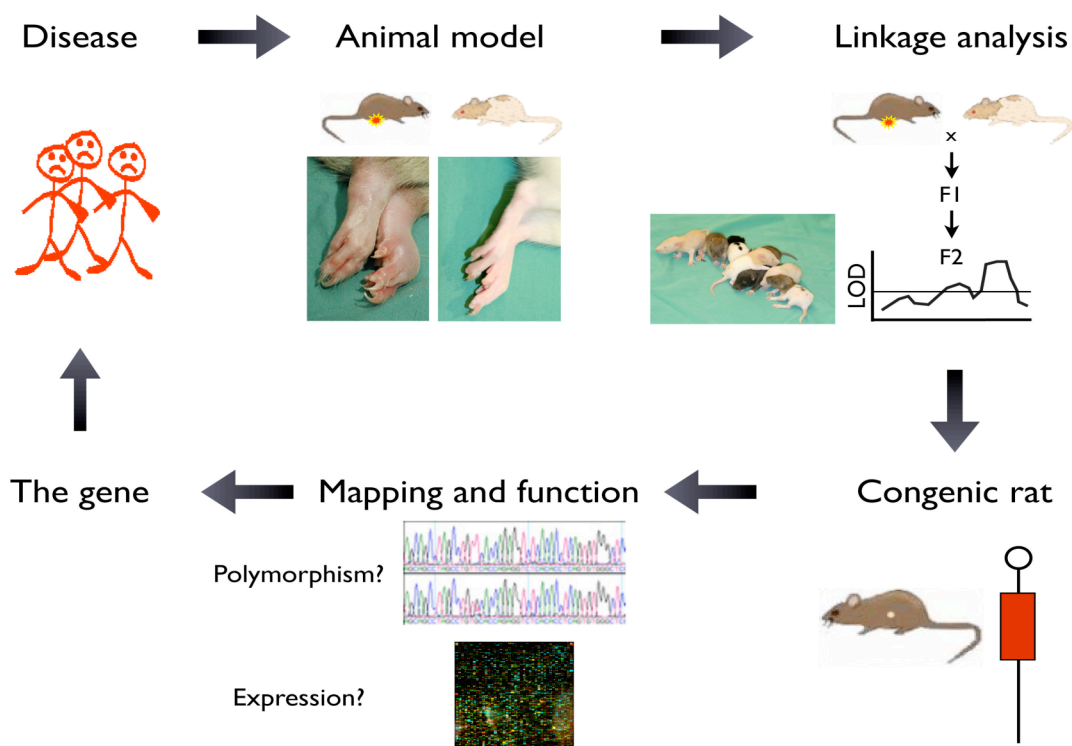 Disease
Animal model
Linkage analysis
×
F1
F2
LOD
The gene
Mapping and function
Congenic rat
Polymorphism?
Expression?